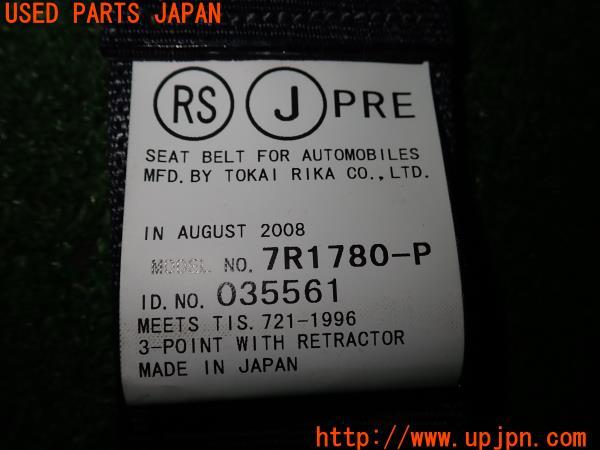 USED PARTS JAPAN
RS J PRE
SEAT BELT FOR AUTOMOBILES
MFD. BY TOKAI RIKA CO., LTD.
IN AUGUST 2008
MODEL NO. 7R1780-P
ID. NO. 035561
MEETS TIS. 721-1996
3-POINT WITH RETRACTOR
MADE IN JAPAN
http://www.upjpn.com/